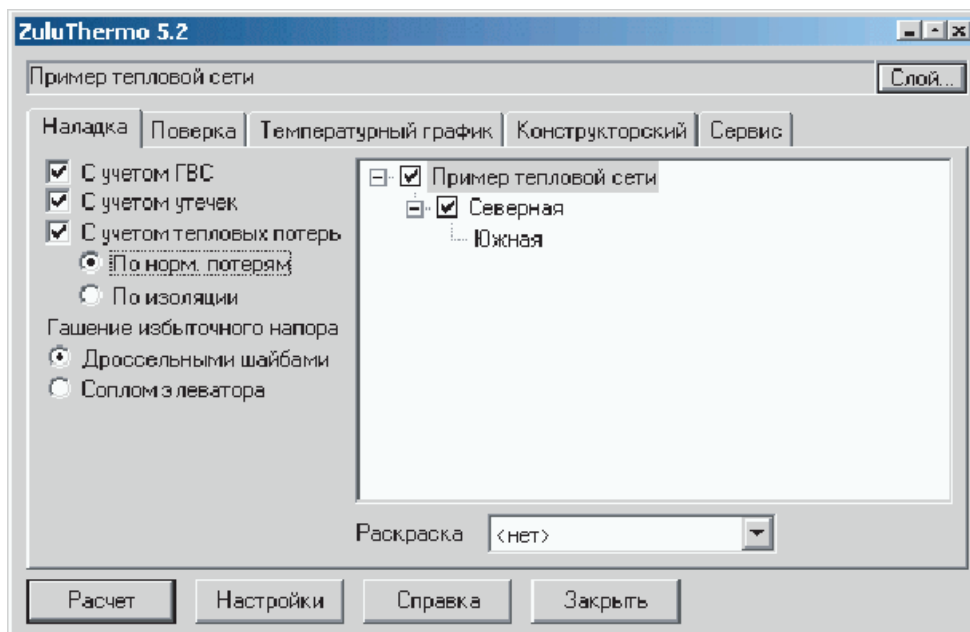 ZuluThermo 5.2
Пример тепловой сети
Слой...
Наладка
Поверка
Температурный график
Конструкторский
Сервис
С учетом ГВС
С учетом утечек
С учетом тепловых потерь
По норм. потерям
По изоляции
Гашение избыточного напора
Дроссельными шайбами
Соплом элеватора
Пример тепловой сети
Северная
Южная
Раскраска
<нет>
Расчет
Настройки
Справка
Закрыть